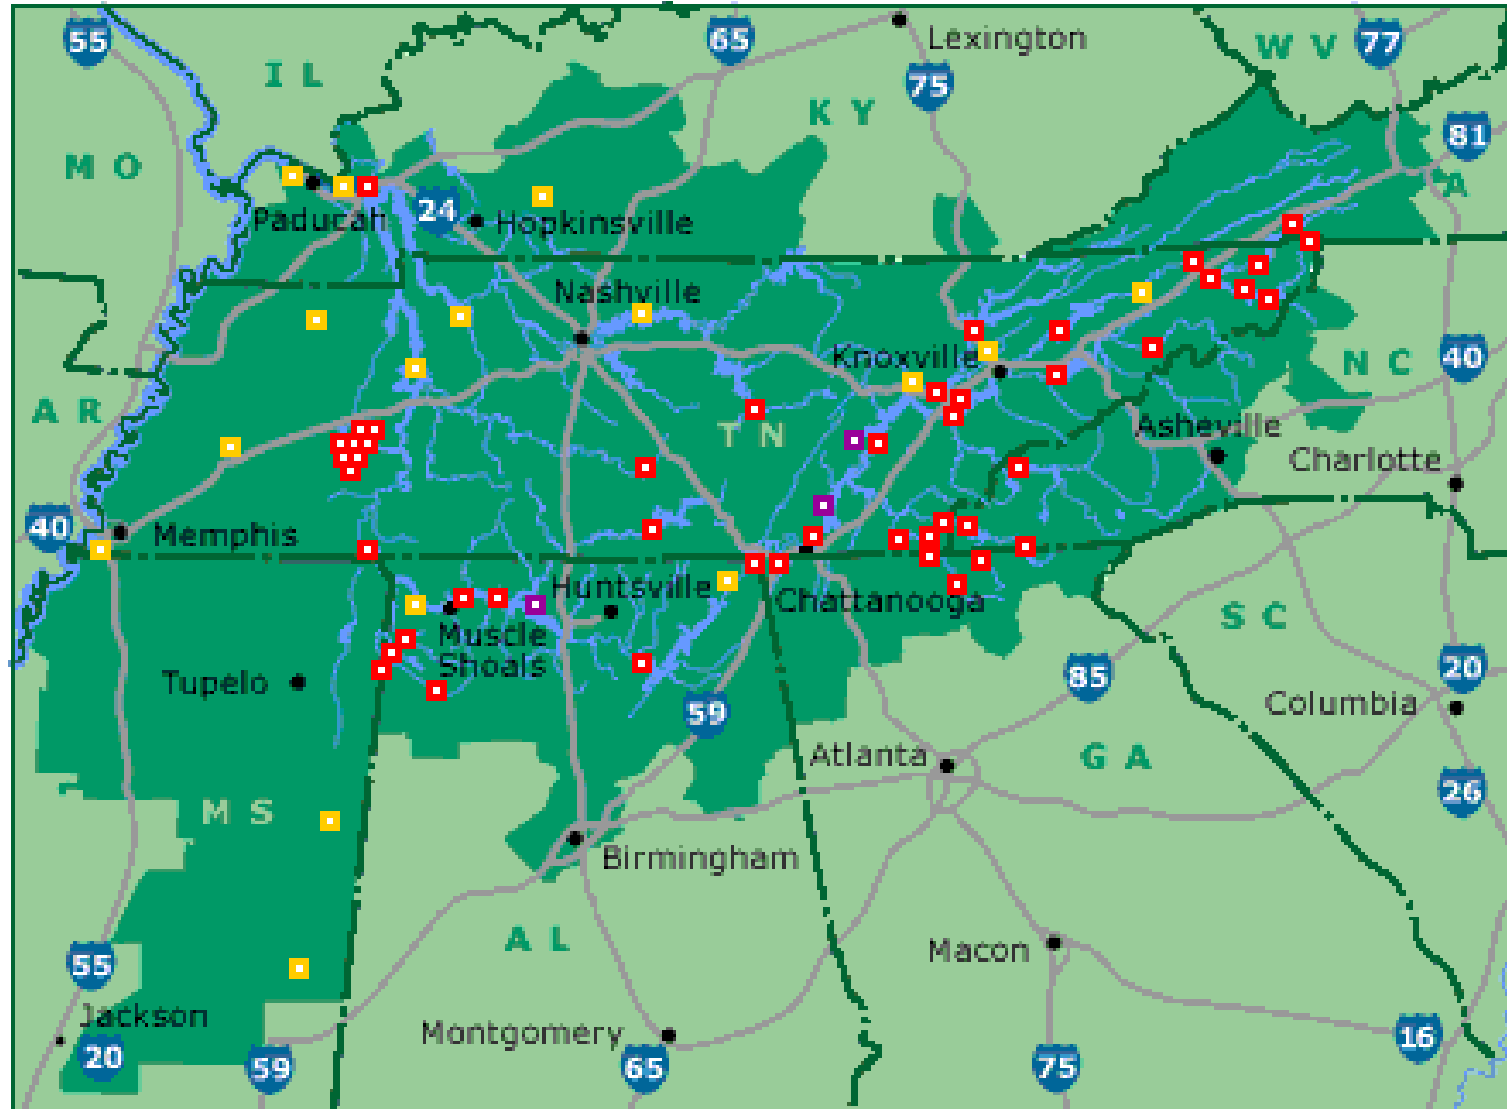 55
65
Lexington
W V
77
I L
75
K Y
81
M O
A
24
Paducah
Hopkinsville
Nashville
Knoxville
N C
40
A R
T N
Asheville
Charlotte
40
Memphis
Huntsville
Chattanooga
Muscle
Shoals
S C
Tupelo
85
20
59
Columbia
Atlanta
G A
26
M S
Birmingham
A L
Macon
55
Jackson
Montgomery
16
20
59
65
75